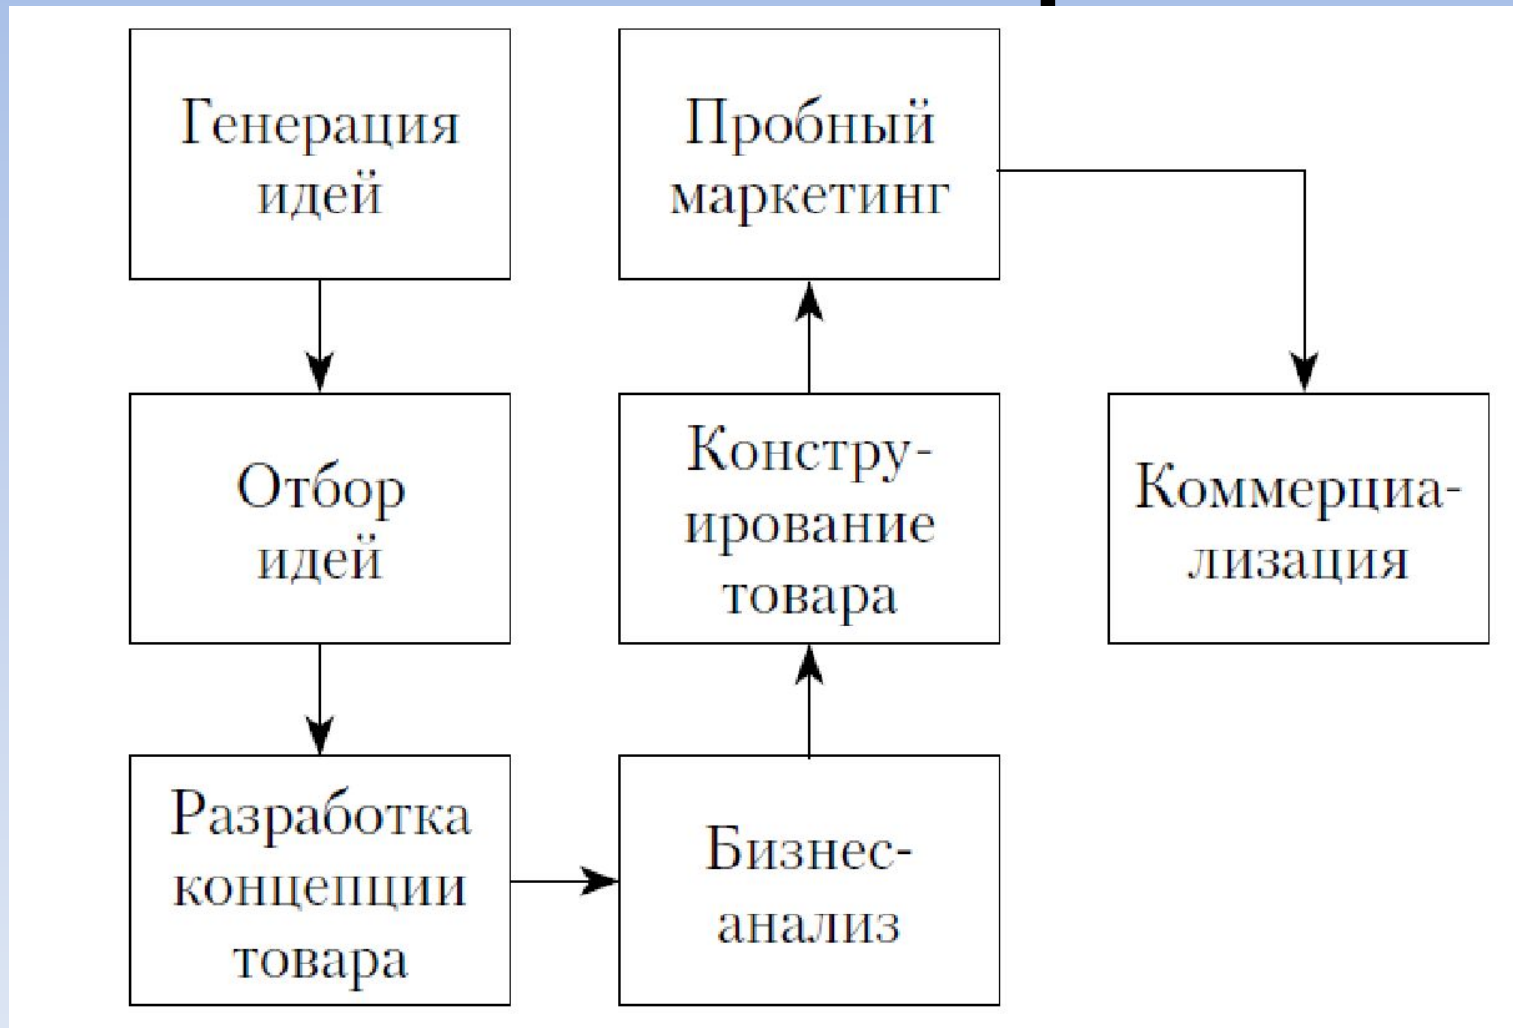 Генерация
идей
Отбор
идей
Разработка
концепции
товара
Бизнес-
анализ
Констру-
ирование
товара
Пробный
маркетинг
Коммерциа-
лизация